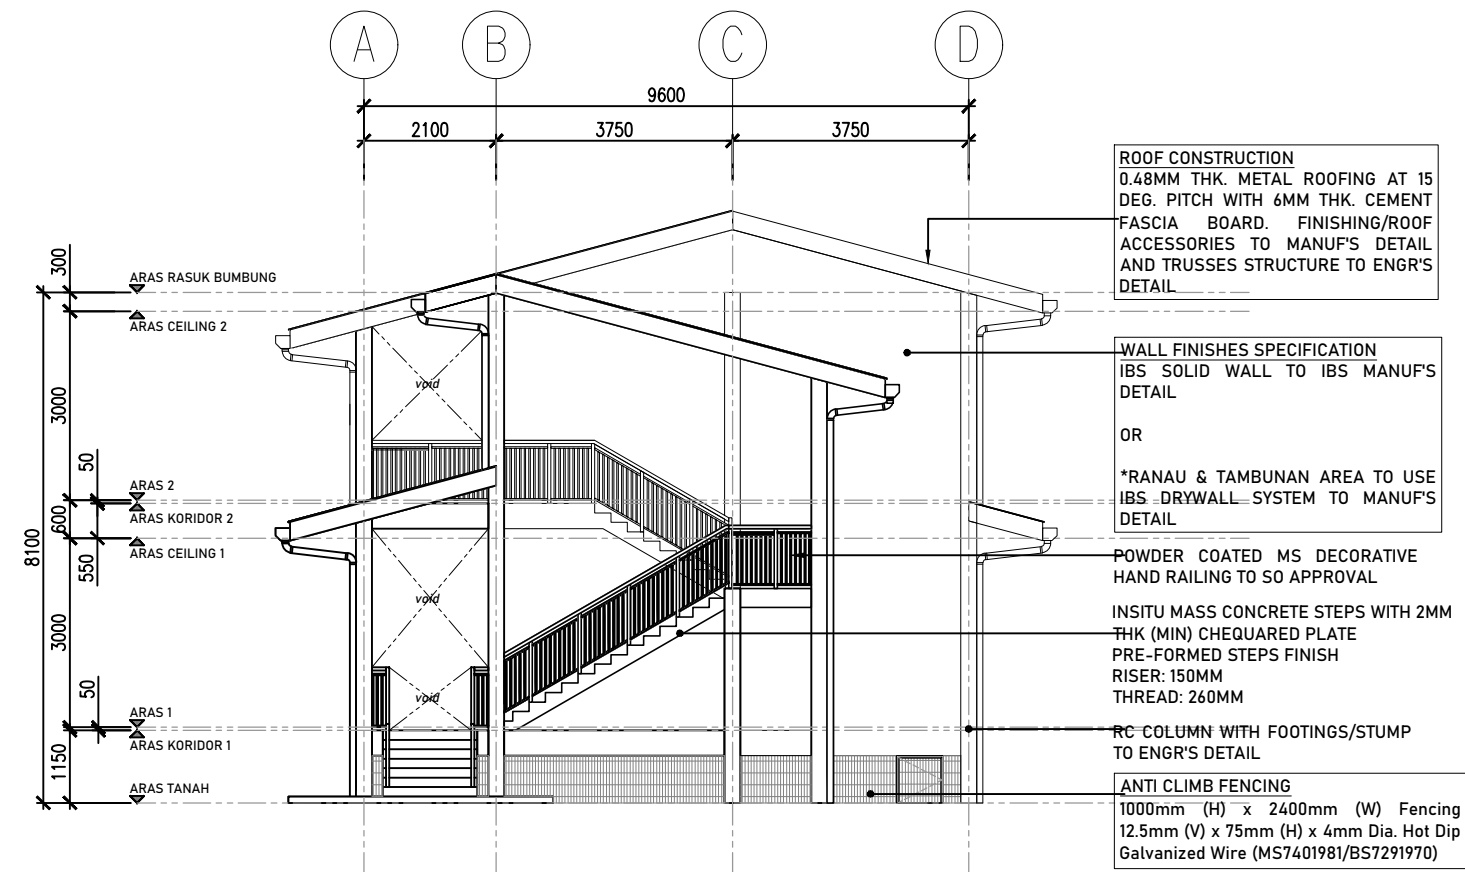 A
B
C
D
9600
2100
3750
3750
ROOF CONSTRUCTION
0.48MM THK. METAL ROOFING AT 15
DEG. PITCH WITH 6MM THK. CEMENT
FASCIA BOARD. FINISHING/ROOF
ACCESSORIES TO MANUF'S DETAIL
AND TRUSSES STRUCTURE TO ENGR'S
DETAIL
300
ARAS RASUK BUMBUNG
ARAS CEILING 2
WALL FINISHES SPECIFICATION
IBS SOLID WALL TO IBS MANUF'S
DETAIL
OR
*RANAU & TAMBUNAN AREA TO USE
IBS DRYWALL SYSTEM TO MANUF'S
DETAIL
void
3000
50
ARAS 2
600
ARAS KORIDOR 2
8100
550
ARAS CEILING 1
POWDER COATED MS DECORATIVE
HAND RAILING TO SO APPROVAL
void
3000
INSITU MASS CONCRETE STEPS WITH 2MM
THK (MIN) CHEQUARED PLATE
PRE-FORMED STEPS FINISH
RISER: 150MM
THREAD: 260MM
void
50
ARAS 1
ARAS KORIDOR 1
RC COLUMN WITH FOOTINGS/STUMP
TO ENGR'S DETAIL
1150
ARAS TANAH
ANTI CLIMB FENCING
1000mm (H) x 2400mm (W) Fencing
12.5mm (V) x 75mm (H) x 4mm Dia. Hot Dip
Galvanized Wire (MS7401981/BS7291970)